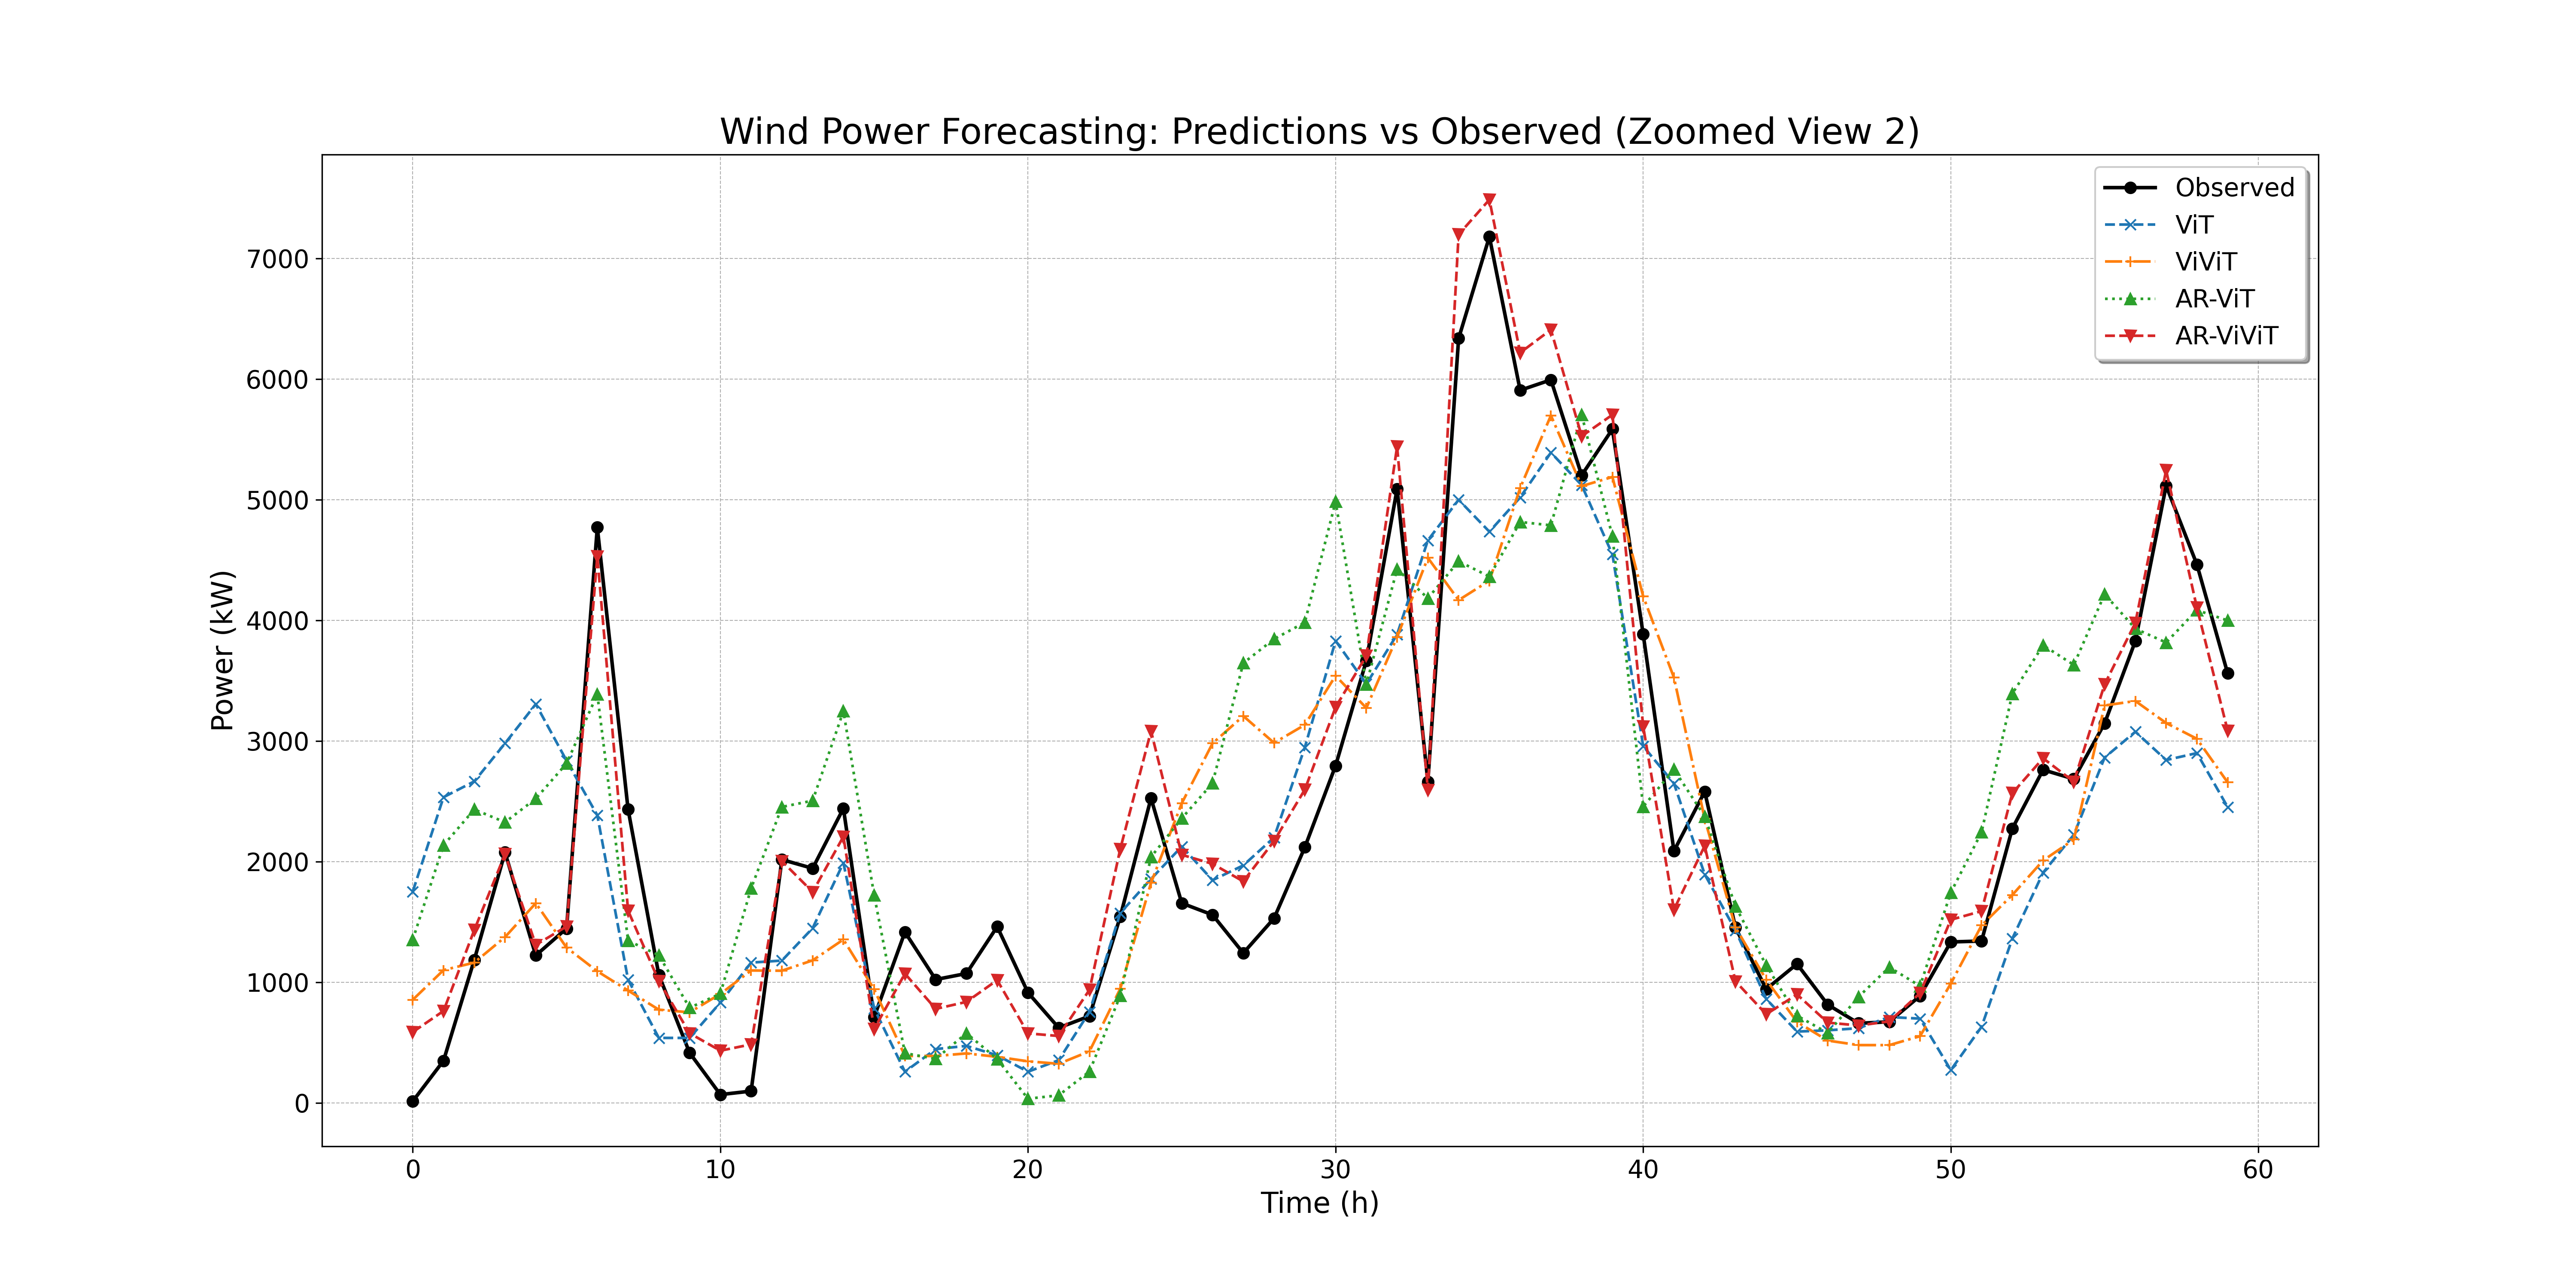 Wind Power Forecasting: Predictions vs Observed (Zoomed View 2)
Observed
ViT
ViViT
AR-ViT
AR-ViViT
Power (kW)
7000
6000
5000
4000
3000
2000
1000
0
0 10 20 30 40 50 60
Time (h)